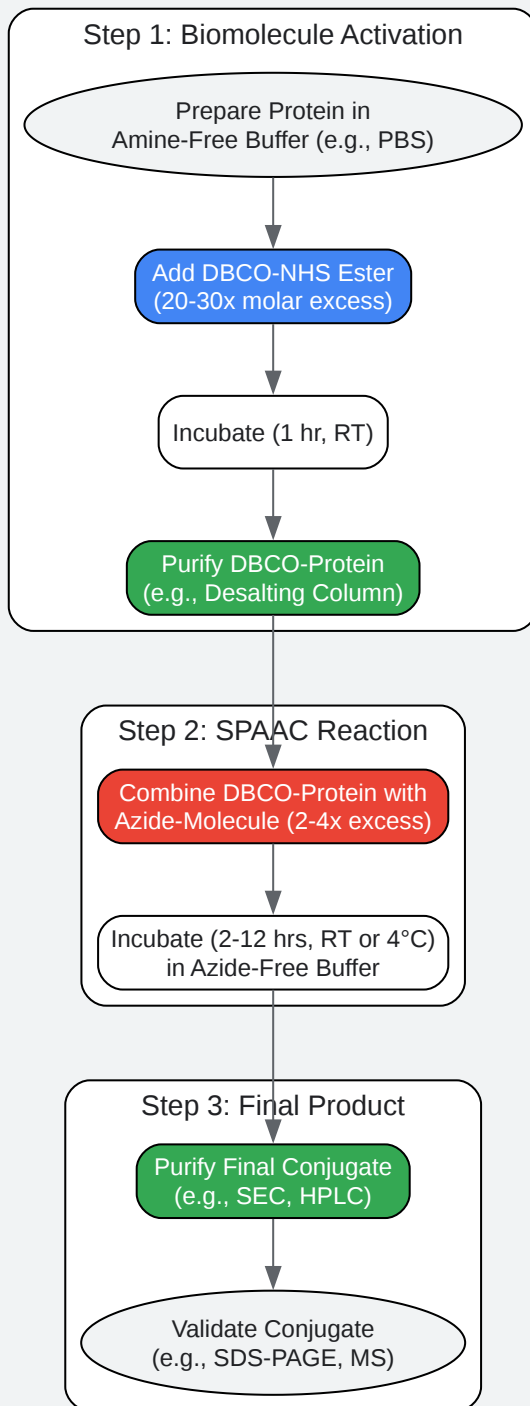 Step 1: Biomolecule Activation
Prepare Protein in
Amine-Free Buffer (e.g., PBS)
Add DBCO-NHS Ester
(20-30x molar excess)
Incubate (1 hr, RT)
Purify DBCO-Protein
(e.g., Desalting Column)
Step 2: SPAAC Reaction
Combine DBCO-Protein with
Azide-Molecule (2-4x excess)
Incubate (2-12 hrs, RT or 4°C)
in Azide-Free Buffer
Step 3: Final Product
Purify Final Conjugate
(e.g., SEC, HPLC)
Validate Conjugate
(e.g., SDS-PAGE, MS)